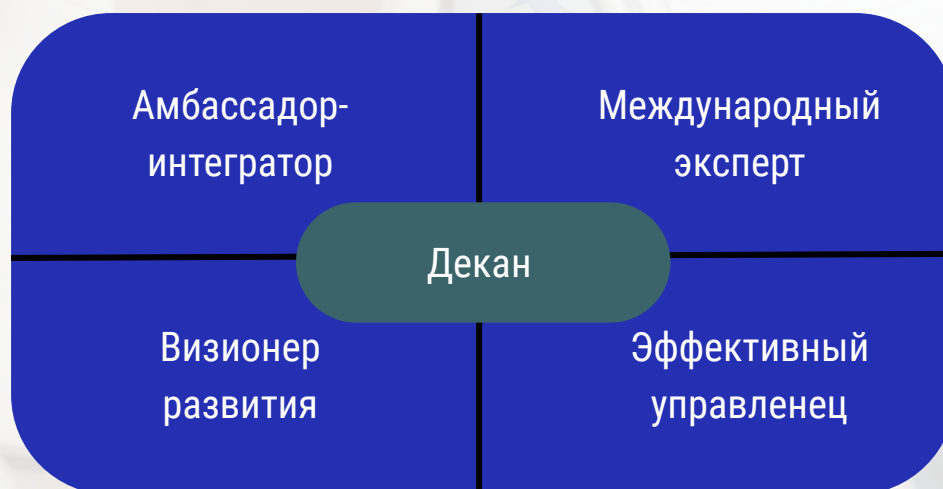 Амбассадор-
интегратор
Международный
эксперт
Декан
Визионер
развития
Эффективный
управленец